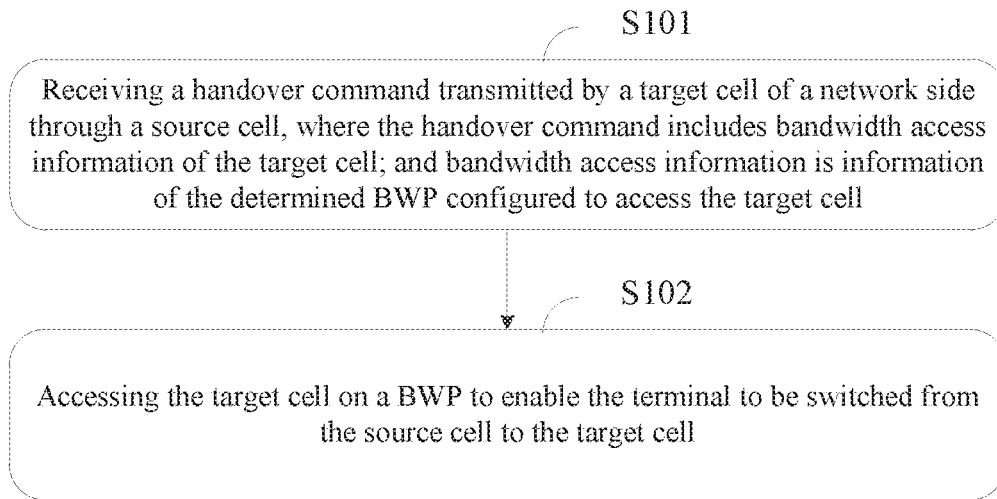 S101
Receiving a handover command transmitted by a target cell of a network side
through a source cell, where the handover command includes bandwidth access
information of the target cell; and bandwidth access information is information
of the determined BWP configured to access the target cell
S102
Accessing the target cell on a BWP to enable the terminal to be switched from
the source cell to the target cell